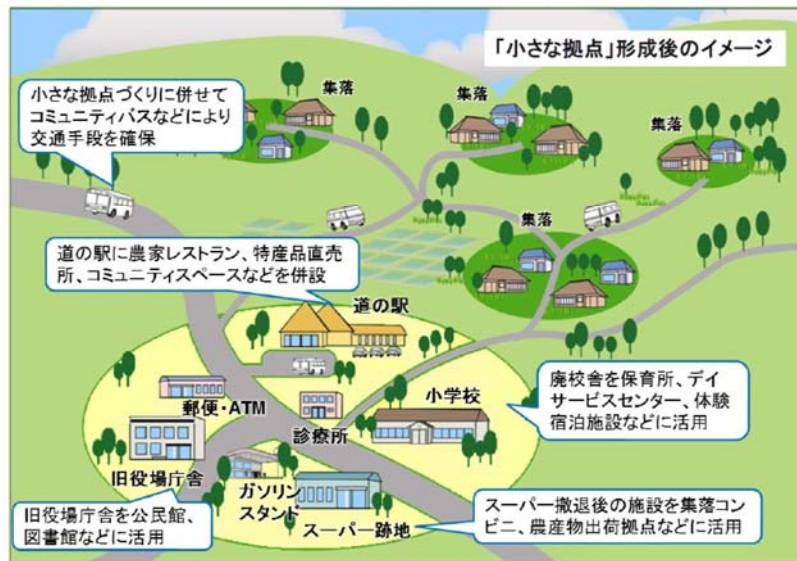 「小さな拠点」形成後のイメージ
小さな拠点づくりに併せて
コミュニティバスなどにより
交通手段を確保
集落
集落
集落
集落
道の駅に農家レストラン、特産品直売
所、コミュニティスペースなどを併設
道の駅
郵便・ATM
診療所
小学校
廃校舎を保育所、デイ
サービスセンター、体験
宿泊施設などに活用
旧役場庁舎
ガソリン
スタンド
スーパー跡地
旧役場庁舎を公民館、
図書館などに活用
スーパー撤退後の施設を集落コン
ビニ、農産物出荷拠点などに活用